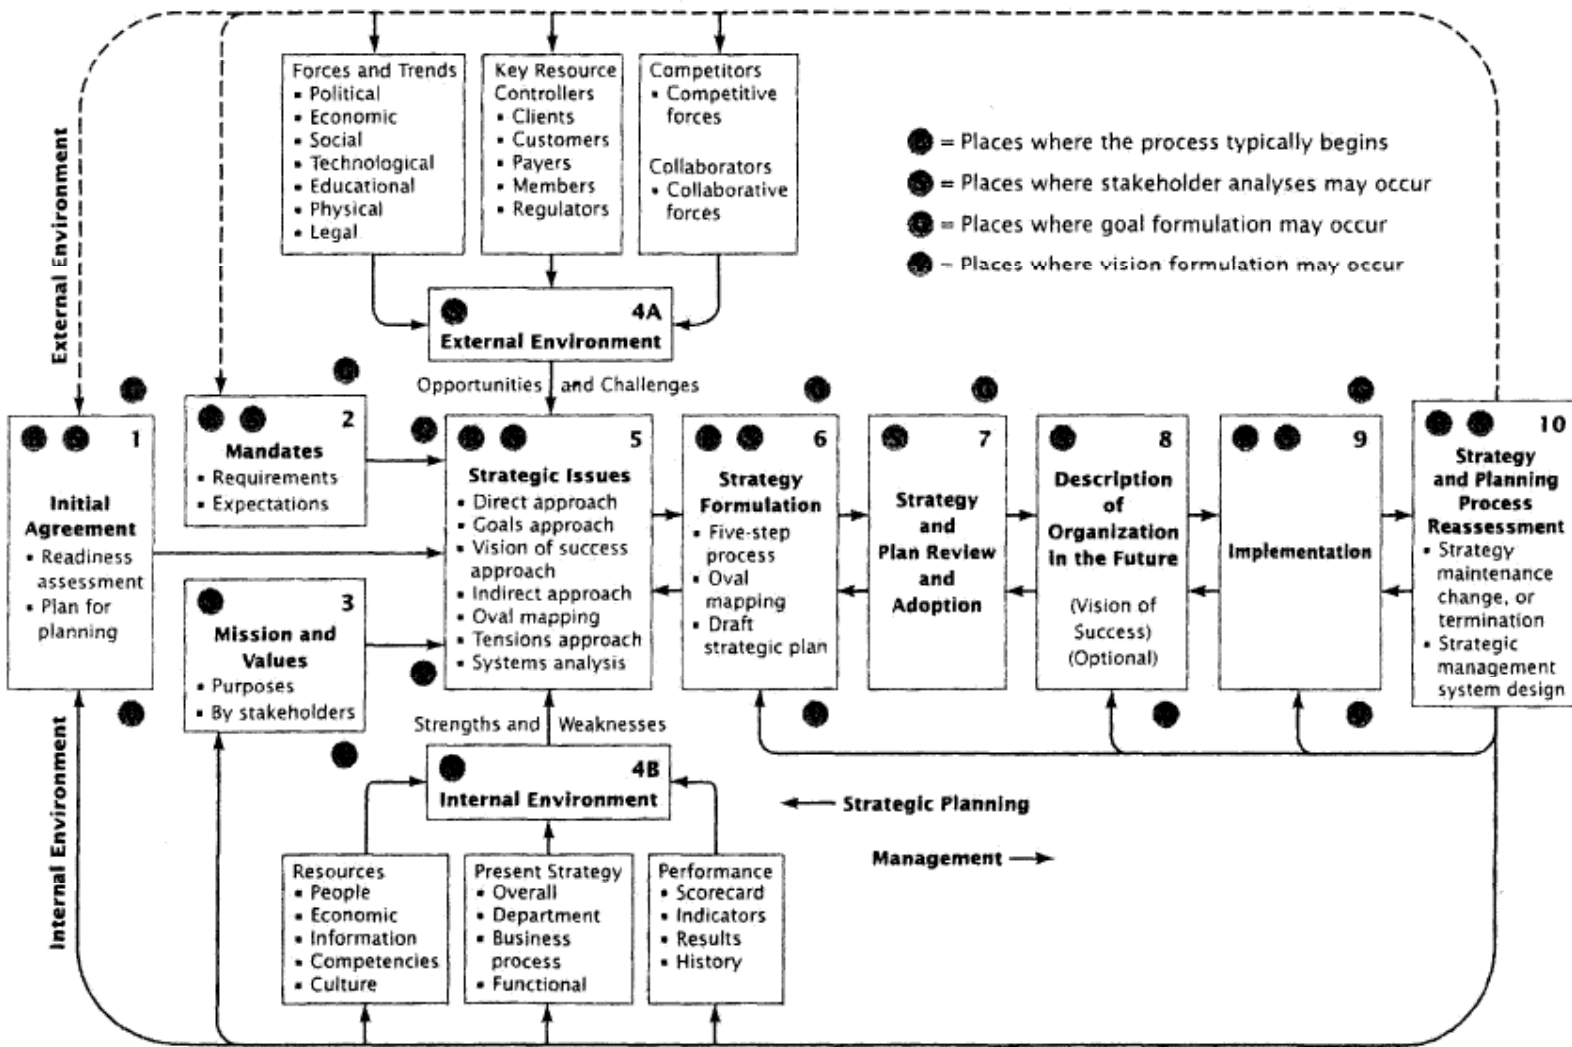 Forces and Trends
▪ Political
▪ Economic
▪ Social
▪ Technological
▪ Educational
▪ Physical
▪ Legal
Key Resource
Controllers
▪ Clients
▪ Customers
▪ Payers
▪ Members
▪ Regulators
Competitors
▪ Competitive
forces
Collaborators
▪ Collaborative
forces
= Places where the process typically begins
= Places where stakeholder analyses may occur
= Places where goal formulation may occur
– Places where vision formulation may occur
External Environment
4A
External Environment
Opportunities and Challenges
1
Initial
Agreement
▪ Readiness
assessment
▪ Plan for
planning
2
Mandates
▪ Requirements
▪ Expectations
3
Mission and
Values
▪ Purposes
▪ By stakeholders
5
Strategic Issues
▪ Direct approach
▪ Goals approach
▪ Vision of success
approach
▪ Indirect approach
▪ Oval mapping
▪ Tensions approach
▪ Systems analysis
6
Strategy
Formulation
▪ Five-step
process
▪ Oval
mapping
▪ Draft
strategic plan
7
Strategy
and
Plan Review
and
Adoption
8
Description
of
Organization
in the Future
(Vision of
Success)
(Optional)
9
Implementation
10
Strategy
and Planning
Process
Reassessment
▪ Strategy
maintenance
change, or
termination
▪ Strategic
management
system design
Internal Environment
Strengths and Weaknesses
4B
Internal Environment
Strategic Planning
Management
Resources
▪ People
▪ Economic
▪ Information
▪ Competencies
▪ Culture
Present Strategy
▪ Overall
▪ Department
▪ Business
process
▪ Functional
Performance
▪ Scorecard
▪ Indicators
▪ Results
▪ History